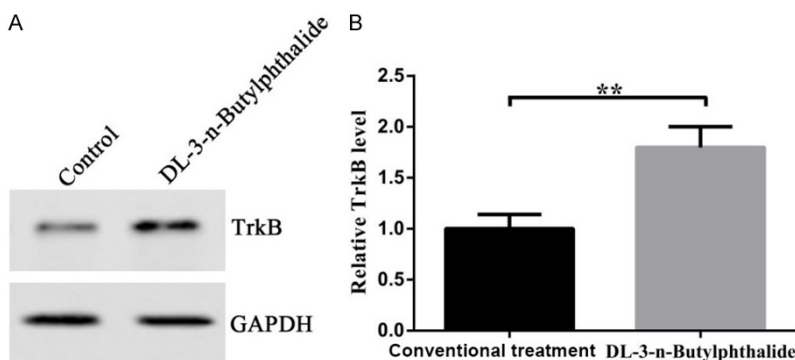 A
Control
DL-3-n-Butylphthalide
TrkB
GAPDH
B
Relative TrkB level
2.5
2.0
1.5
1.0
0.5
0.0
**
Conventional treatment
DL-3-n-Butylphthalide